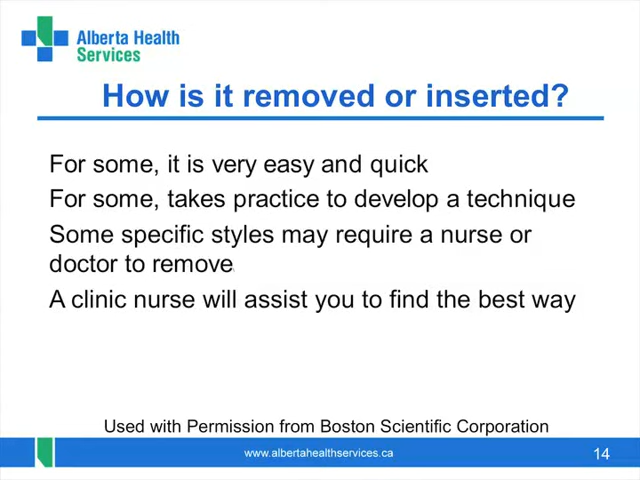 Alberta Health
Services
How is it removed or inserted?
For some, it is very easy and quick
For some, takes practice to develop a technique
Some specific styles may require a nurse or
doctor to remove
A clinic nurse will assist you to find the best way
Used with Permission from Boston Scientific Corporation
www.albertahealthservices.ca
14